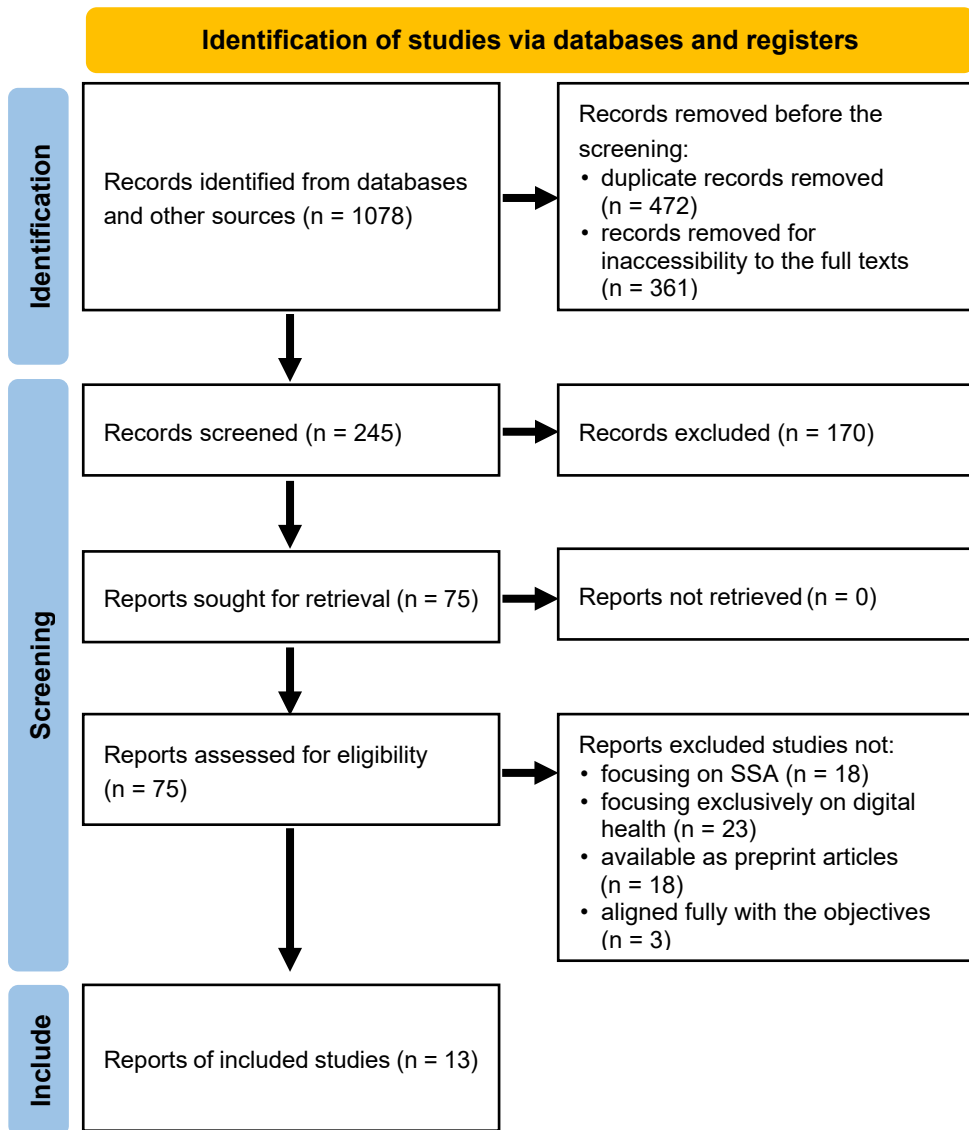 Identification of studies via databases and registers
Identification
Records identified from databases
and other sources (n = 1078)
Records removed before the
screening:
• duplicate records removed
(n = 472)
• records removed for
inaccessibility to the full texts
(n = 361)
Screening
Records screened (n = 245)
Records excluded (n = 170)
Reports sought for retrieval (n = 75)
Reports not retrieved (n = 0)
Reports assessed for eligibility
(n = 75)
Reports excluded studies not:
• focusing on SSA (n = 18)
• focusing exclusively on digital
health (n = 23)
• available as preprint articles
(n = 18)
• aligned fully with the objectives
(n = 3)
Include
Reports of included studies (n = 13)